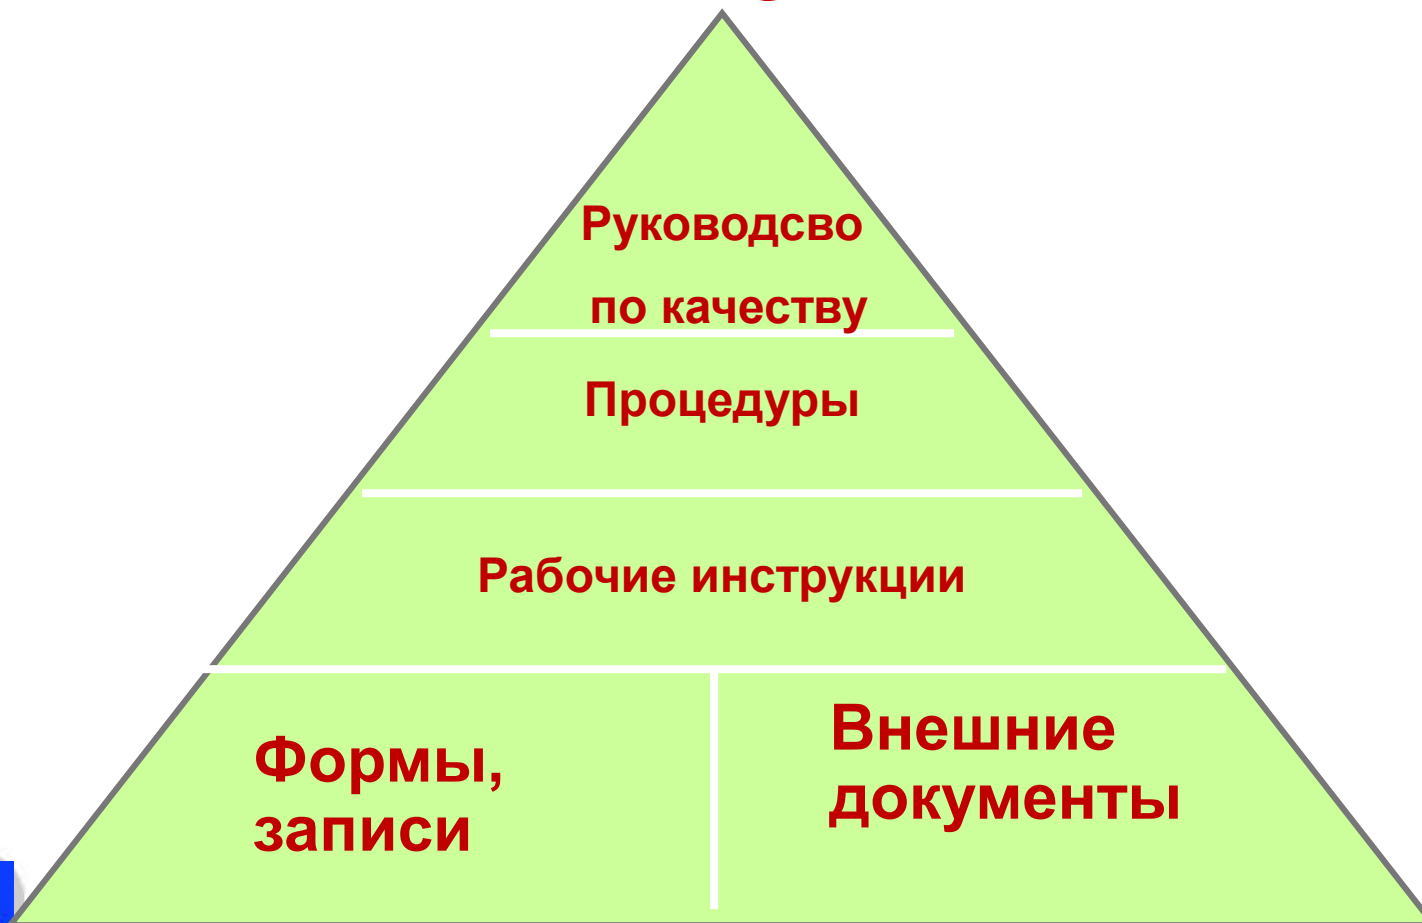 Руководсво
по качеству
Процедуры
Рабочие инструкции
Формы,
записи
Внешние
документы